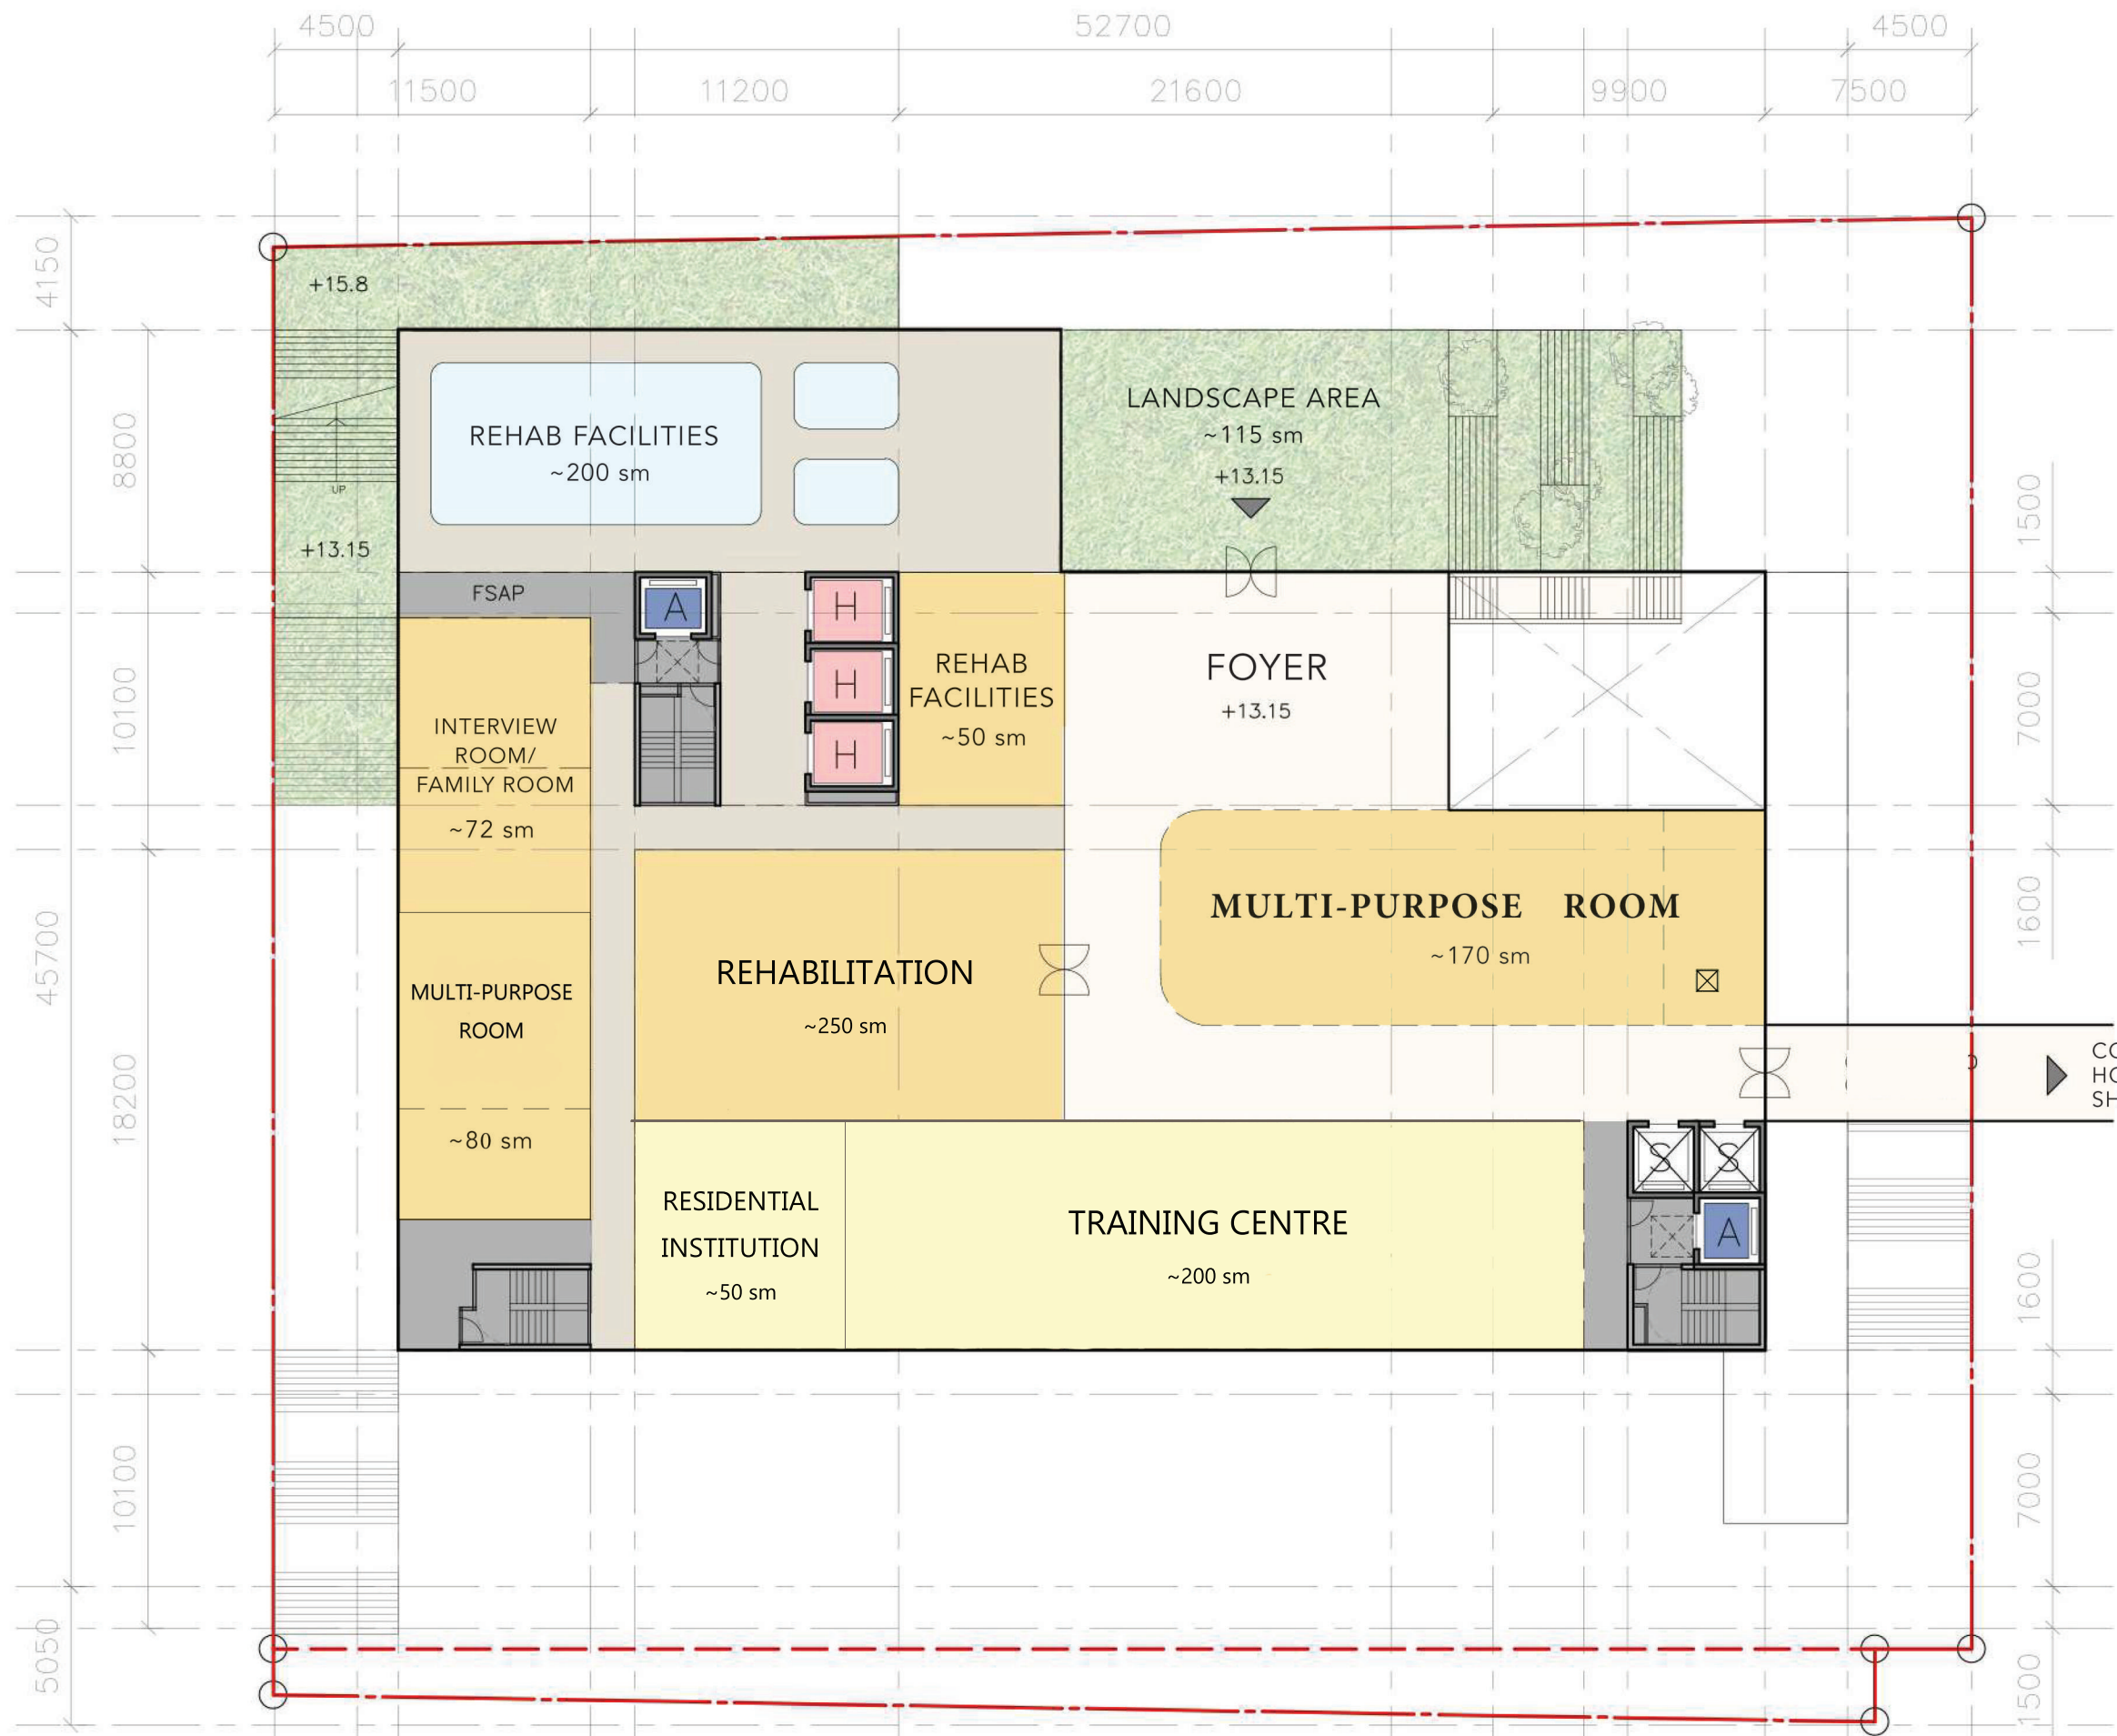 4500 52700 4500
11500 11200 21600 9900 7500
4150
8800
10100
45700
18200
10100
5050
+15.8
UP
+13.15
REHAB FACILITIES
~200 sm
LANDSCAPE AREA
~115 sm
+13.15
FSAP
A
H
H
H
REHAB
FACILITIES
~50 sm
FOYER
+13.15
INTERVIEW
ROOM/
FAMILY ROOM
~72 sm
MULTI-PURPOSE ROOM
~170 sm
REHABILITATION
~250 sm
MULTI-PURPOSE
ROOM
~80 sm
RESIDENTIAL
INSTITUTION
~50 sm
TRAINING CENTRE
~200 sm
S S
A
CO
HO
SH
1500
7000
1600
1600
7000
1500